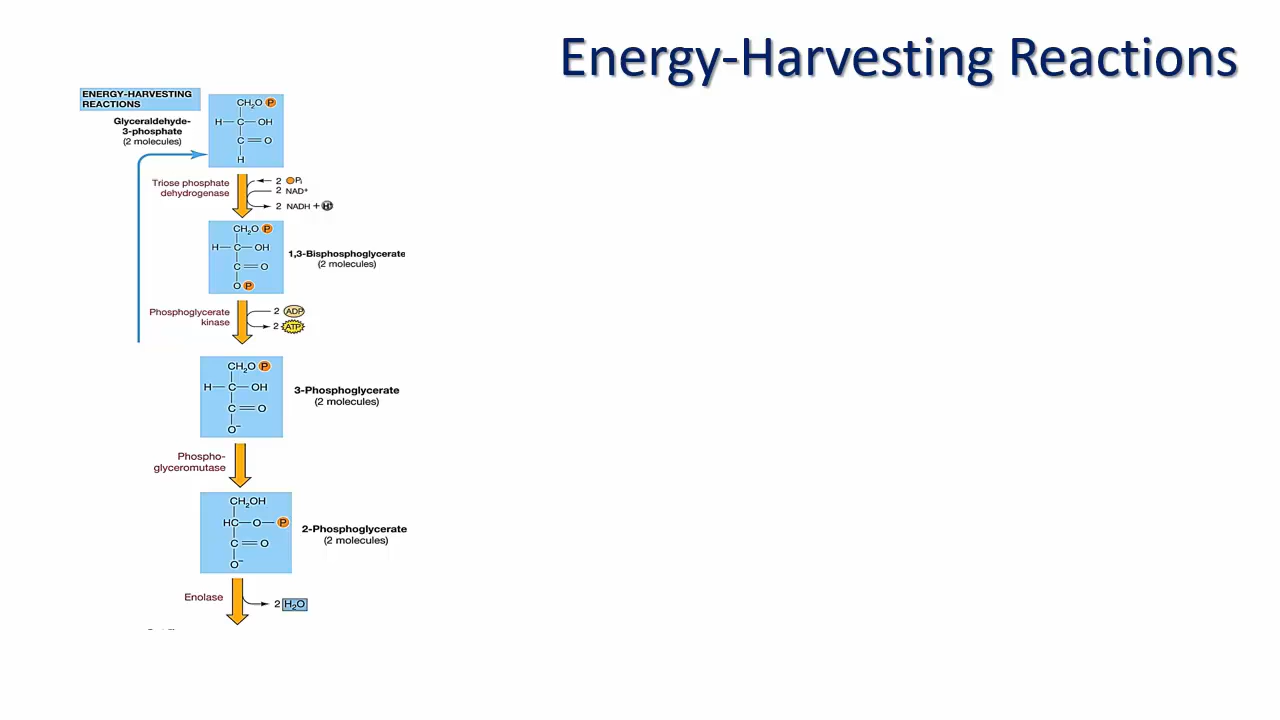 Energy-Harvesting Reactions
ENERGY-HARVESTING
REACTIONS
Glyceraldehyde-
3-phosphate
(2 molecules)
CH₂O P
H—C—OH
C=O
H
Triose phosphate
dehydrogenase
2 Pᵢ
2 NAD⁺
2 NADH + H⁺
CH₂O P
H—C—OH
C=O
O P
1,3-Bisphosphoglycerate
(2 molecules)
Phosphoglycerate
kinase
2 ADP
2 ATP
CH₂O P
H—C—OH
C=O
O⁻
3-Phosphoglycerate
(2 molecules)
Phospho-
glyceromutase
CH₂OH
HC—O—P
C=O
O⁻
2-Phosphoglycerate
(2 molecules)
Enolase
2 H₂O